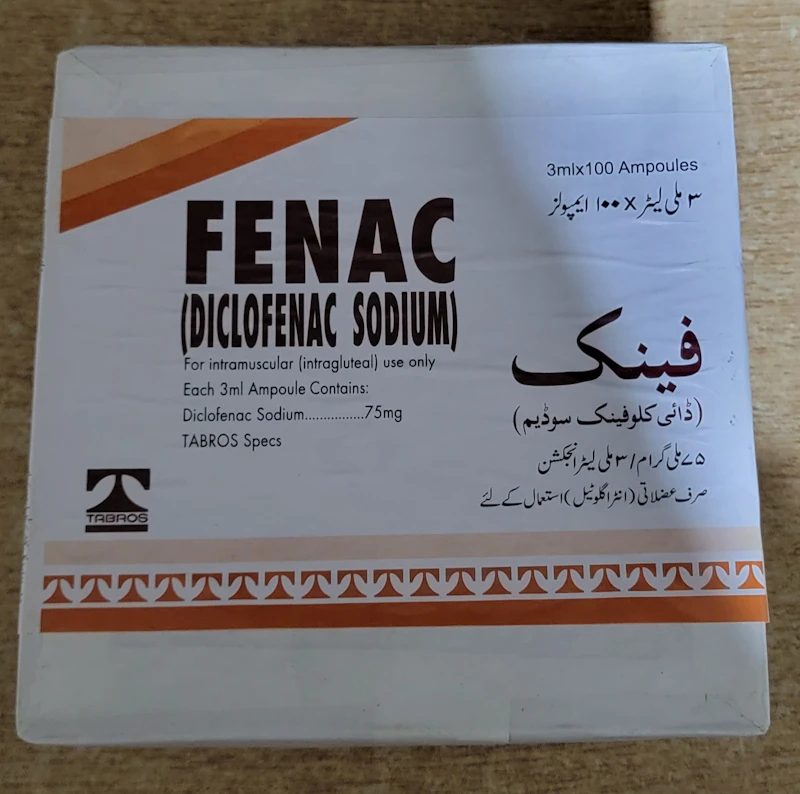 3mlx100 Ampoules
۳ ملی لیٹر x ۱۰۰ ایمپولز
FENAC
(DICLOFENAC SODIUM)
For intramuscular (intragluteal) use only
Each 3ml Ampoule Contains:
Diclofenac Sodium................75mg
TABROS Specs
فینک
(ڈائی کلوفینک سوڈیم)
۷۵ ملی گرام / ۳ ملی لیٹر انجکشن
صرف عضلاتی (انٹرا گلوٹیل) استعمال کے لئے
TABROS